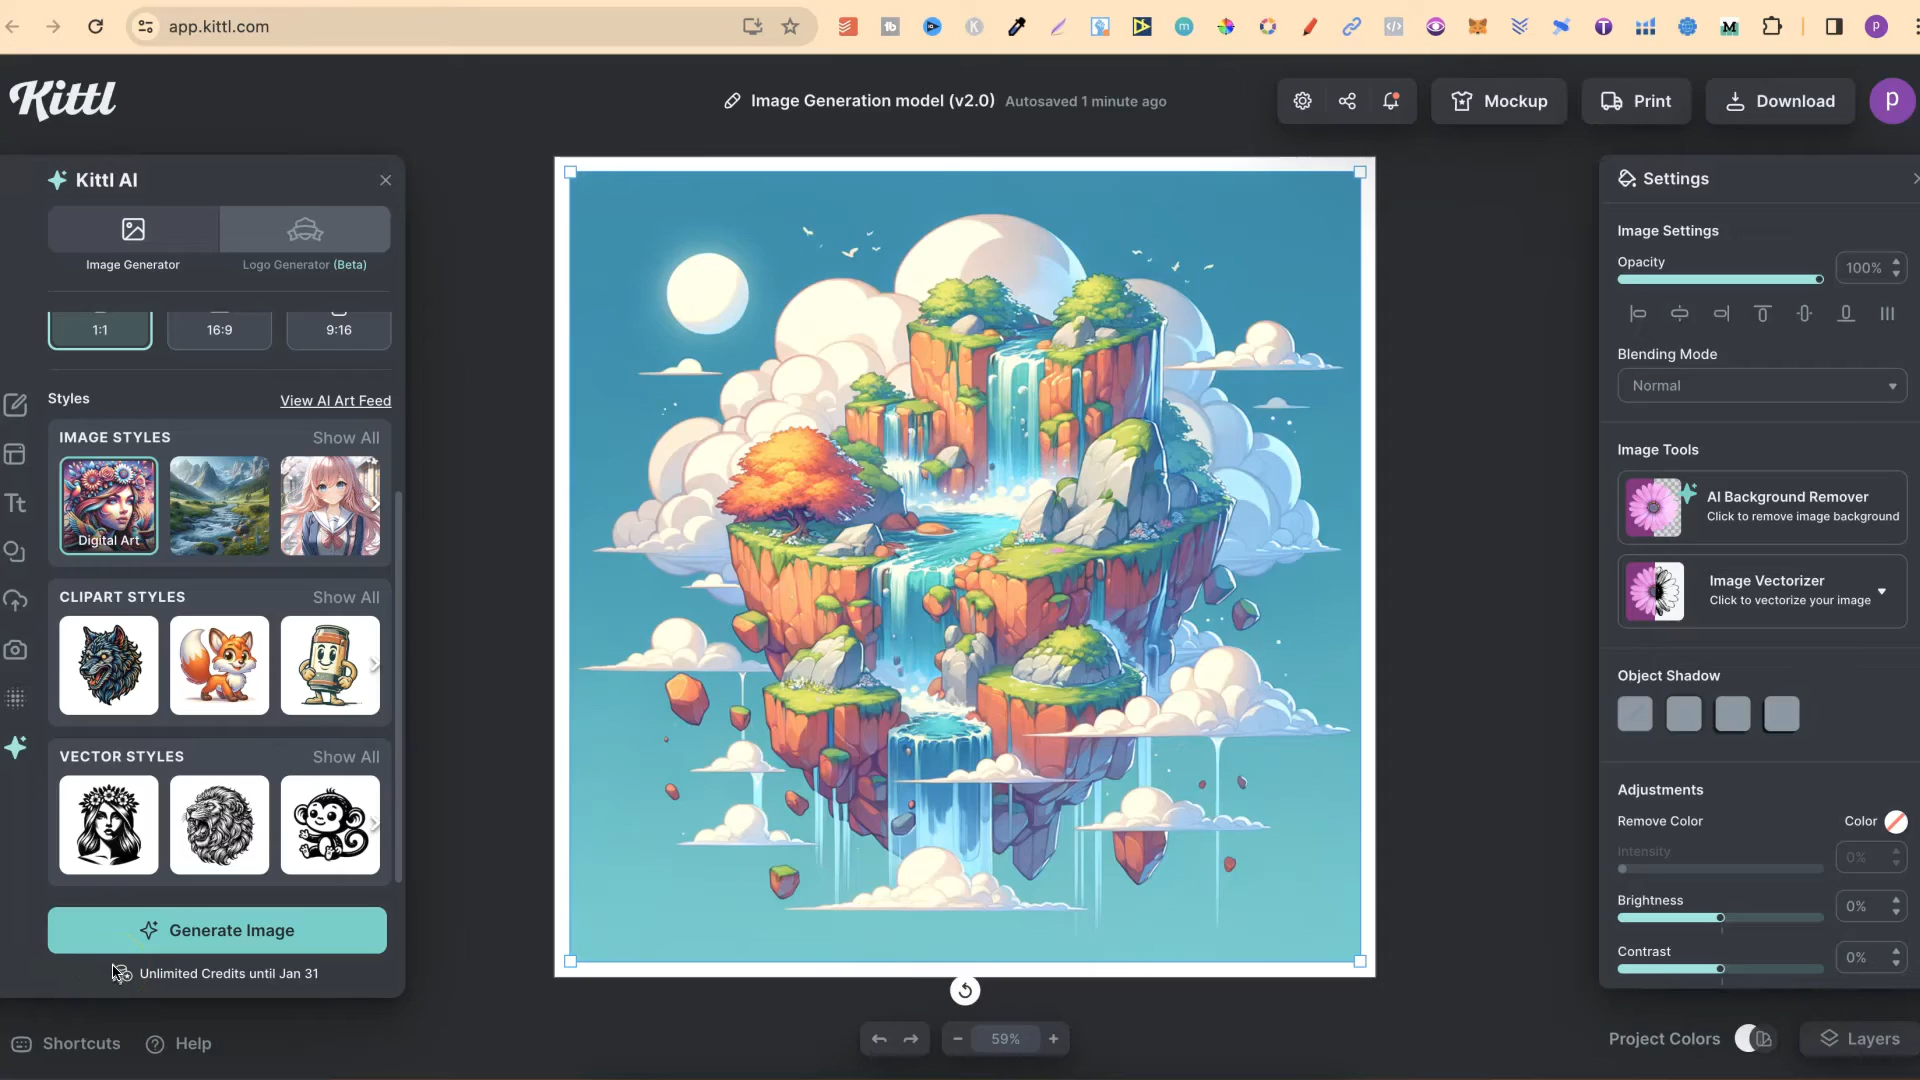 app.kittl.com
Kittl
Image Generation model (v2.0) Autosaved 1 minute ago
Mockup
Print
Download
p
Kittl AI
Image Generator
Logo Generator (Beta)
1:1
16:9
9:16
Styles
View AI Art Feed
IMAGE STYLES
Show All
Digital Art
CLIPART STYLES
Show All
VECTOR STYLES
Show All
Generate Image
Unlimited Credits until Jan 31
Shortcuts
Help
59%
Settings
Image Settings
Opacity
100%
Blending Mode
Normal
Image Tools
AI Background Remover
Click to remove image background
Image Vectorizer
Click to vectorize your image
Object Shadow
Adjustments
Remove Color
Color
Intensity
0%
Brightness
0%
Contrast
0%
Project Colors
Layers